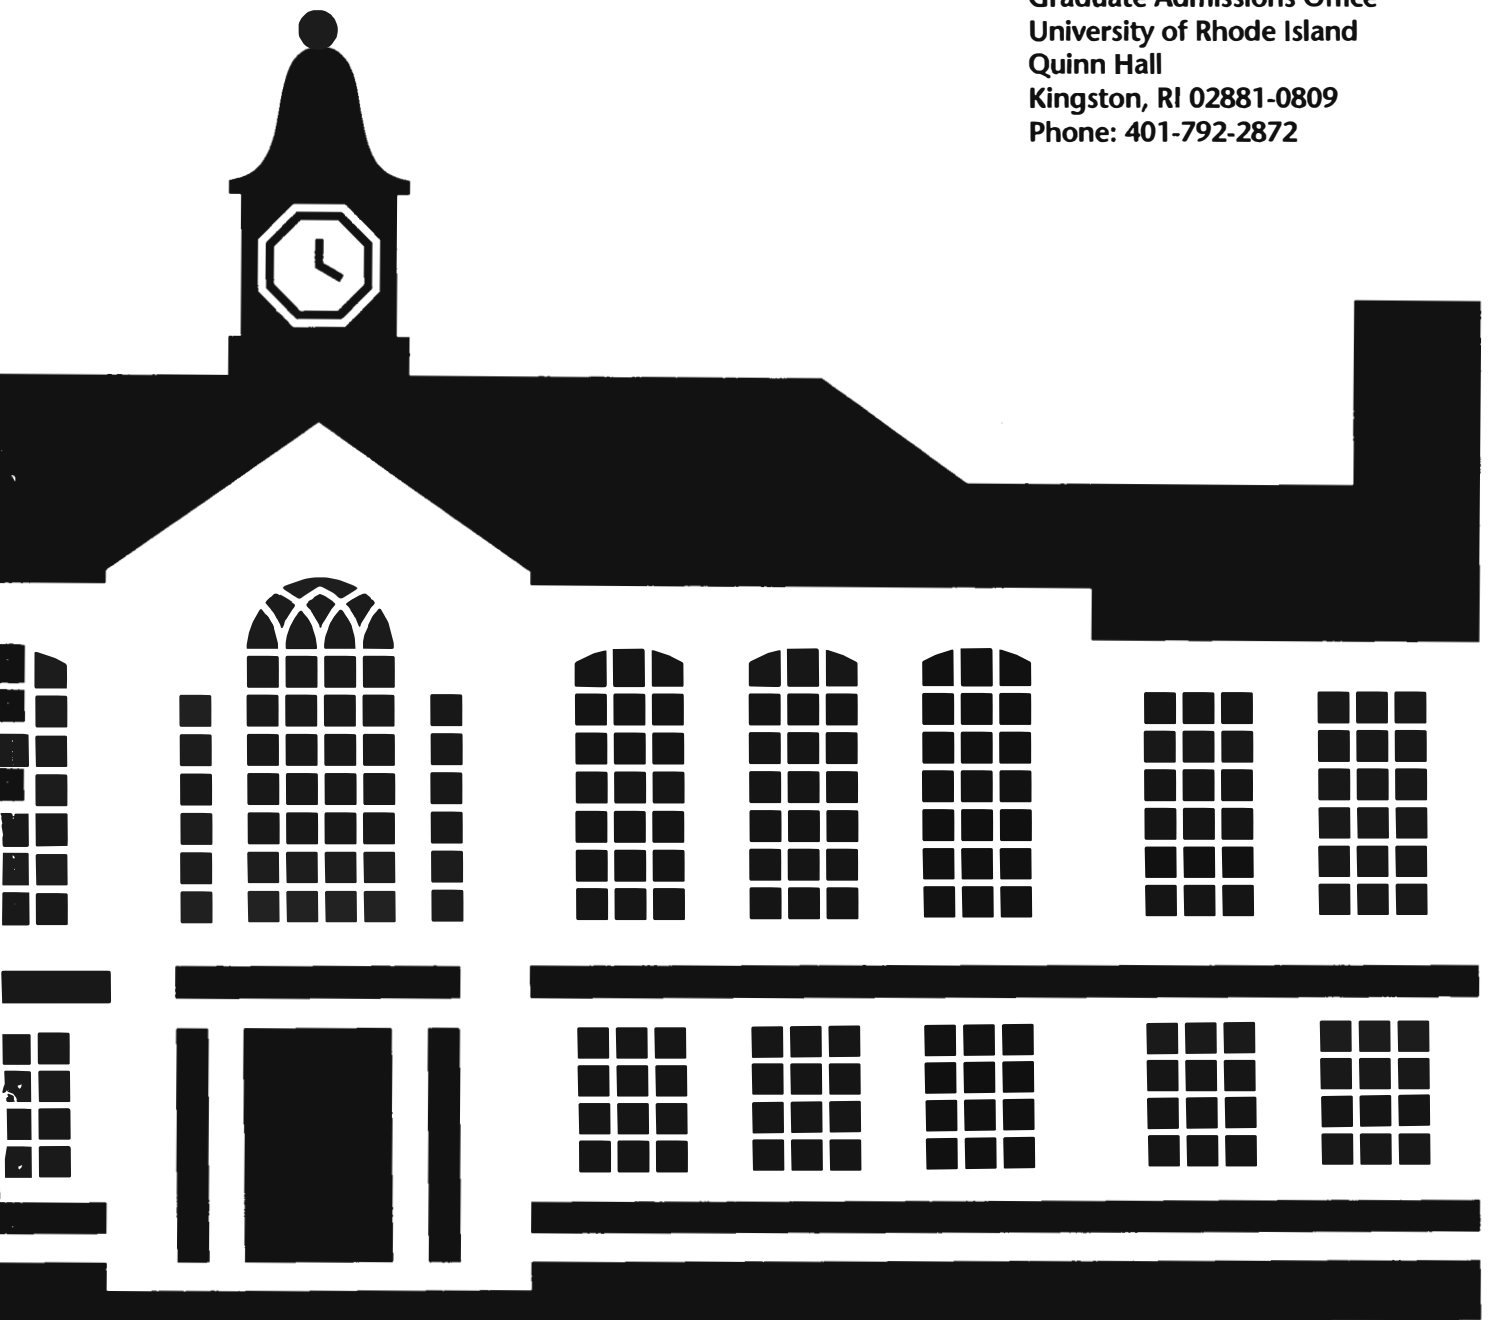 Graduate Admissions Office
University of Rhode Island
Quinn Hall
Kingston, RI 02881-0809
Phone: 401-792-2872